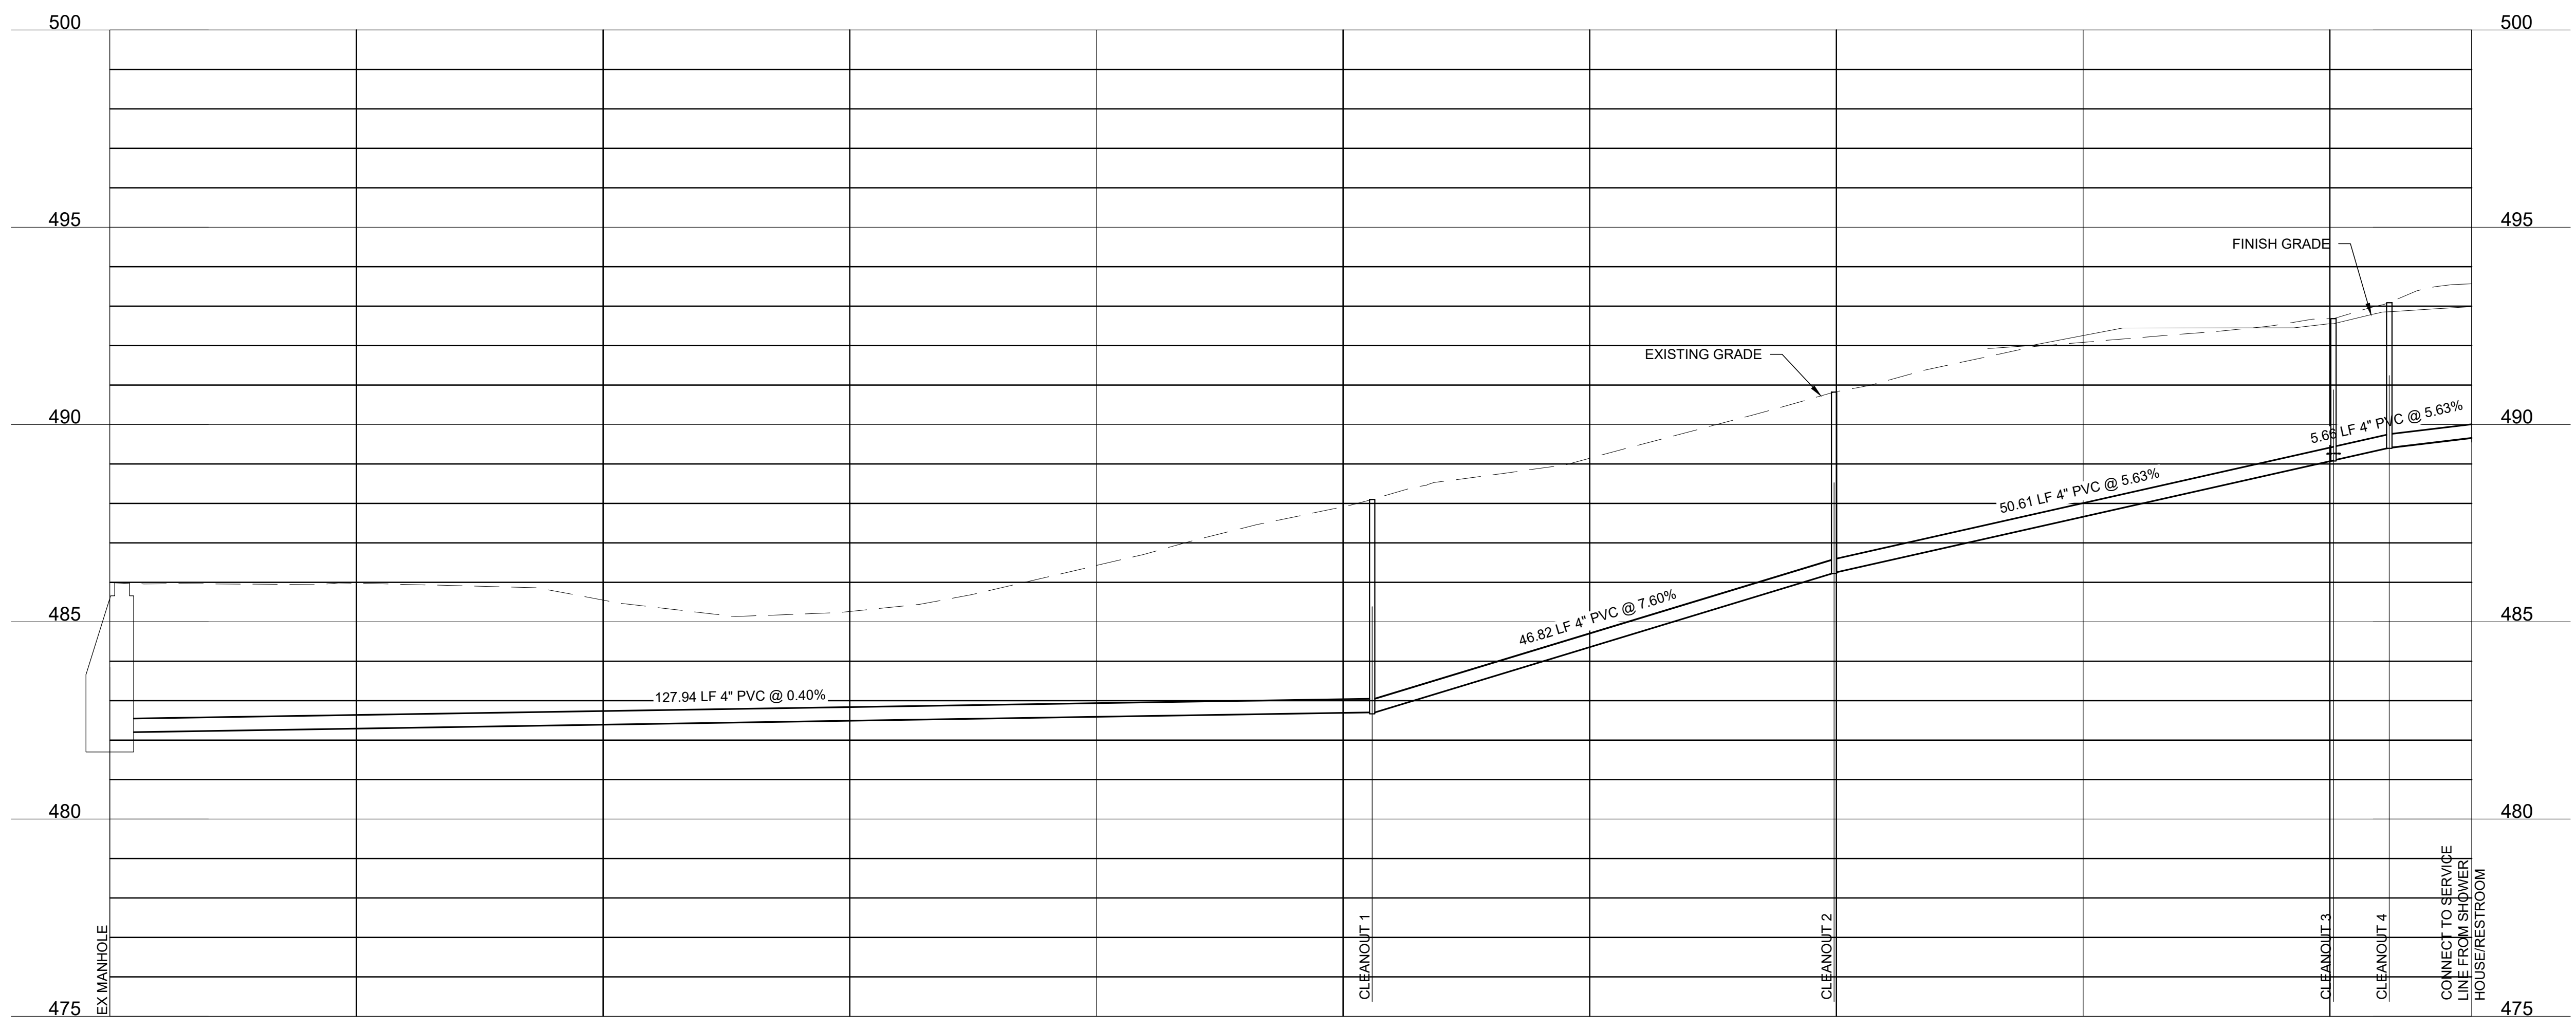 500
500
495
495
FINISH GRADE
EXISTING GRADE
490
490
5.66 LF 4" PVC @ 5.63%
50.61 LF 4" PVC @ 5.63%
46.82 LF 4" PVC @ 7.60%
485
485
127.94 LF 4" PVC @ 0.40%
480
480
EX MANHOLE
CLEANOUT 1
CLEANOUT 2
CLEANOUT 3
CLEANOUT 4
CONNECT TO SERVICE
LINE FROM SHOWER
HOUSE/RESTROOM
475
475